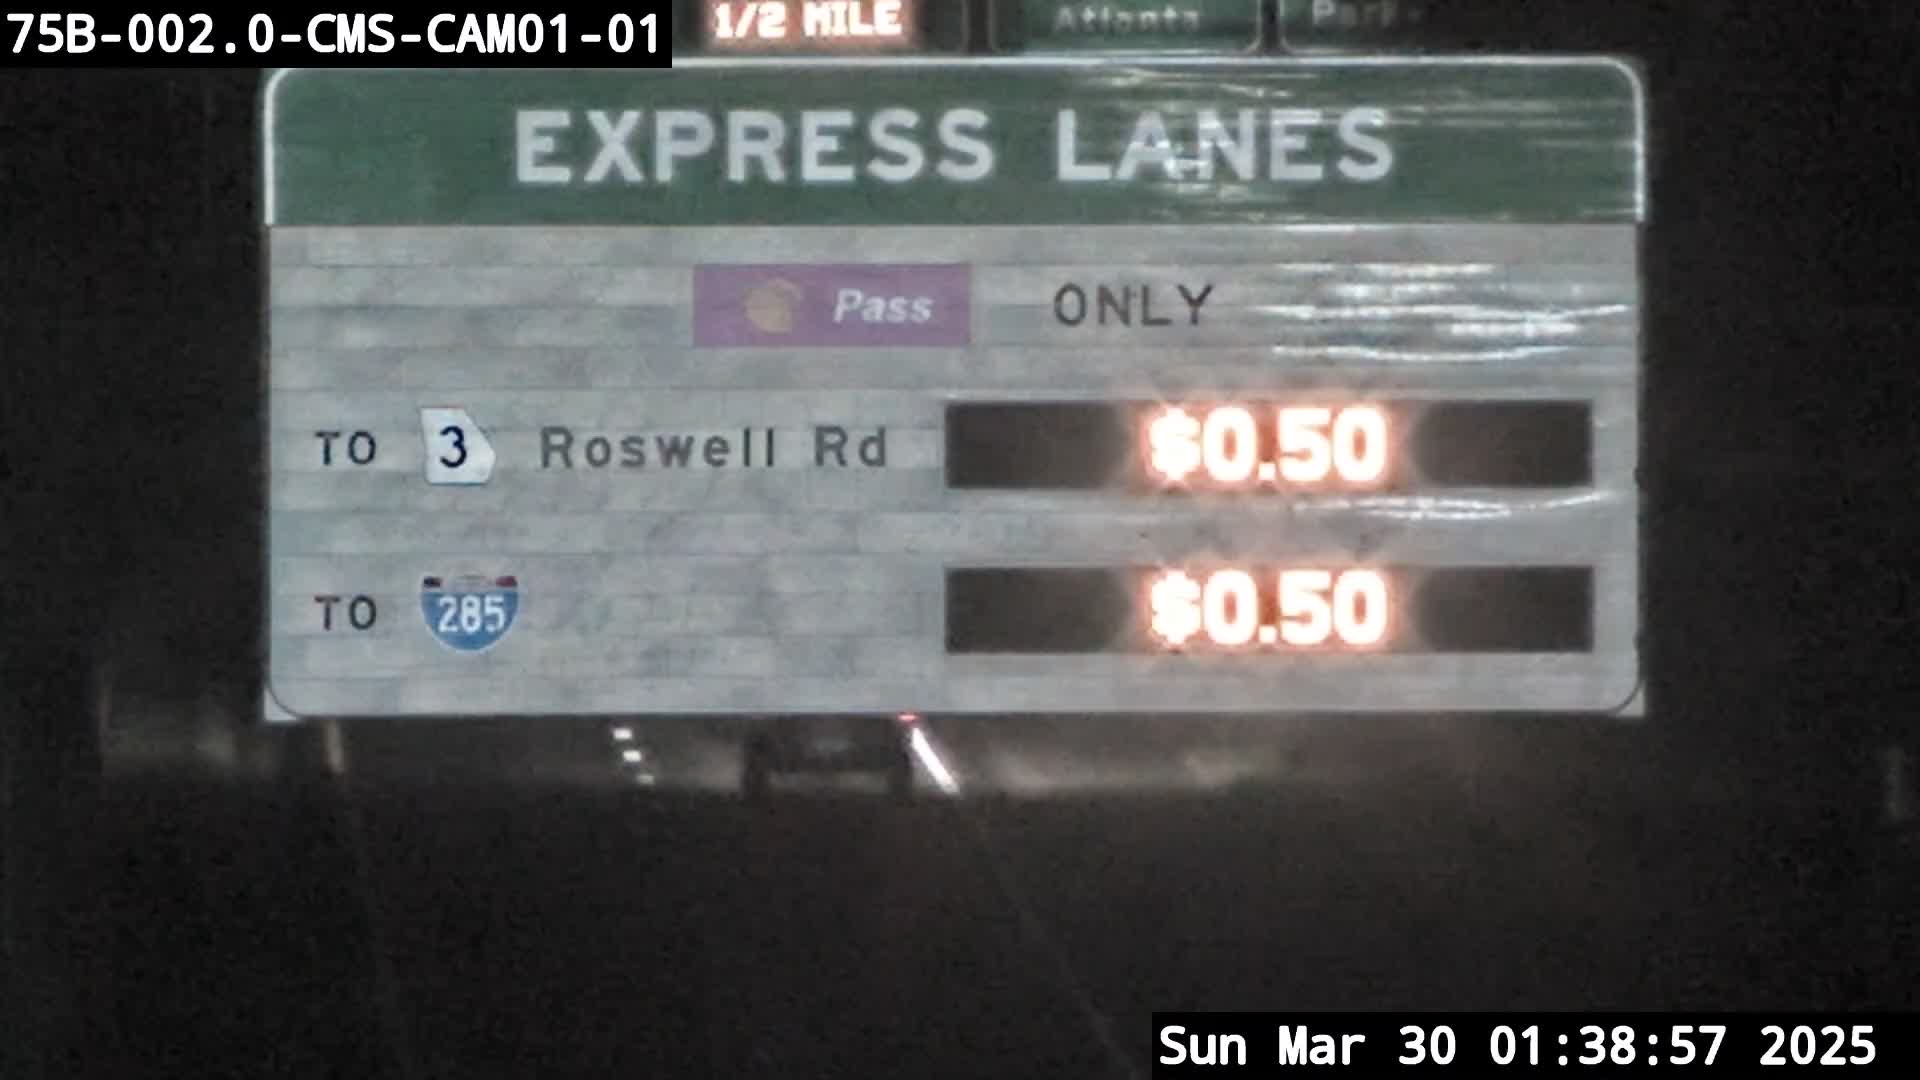 75B-002.0-CMS-CAM01-01
1/2 MILE
Atlanta
Park
EXPRESS LANES
Pass ONLY
TO 3 Roswell Rd $0.50
TO 285 $0.50
Sun Mar 30 01:38:57 2025